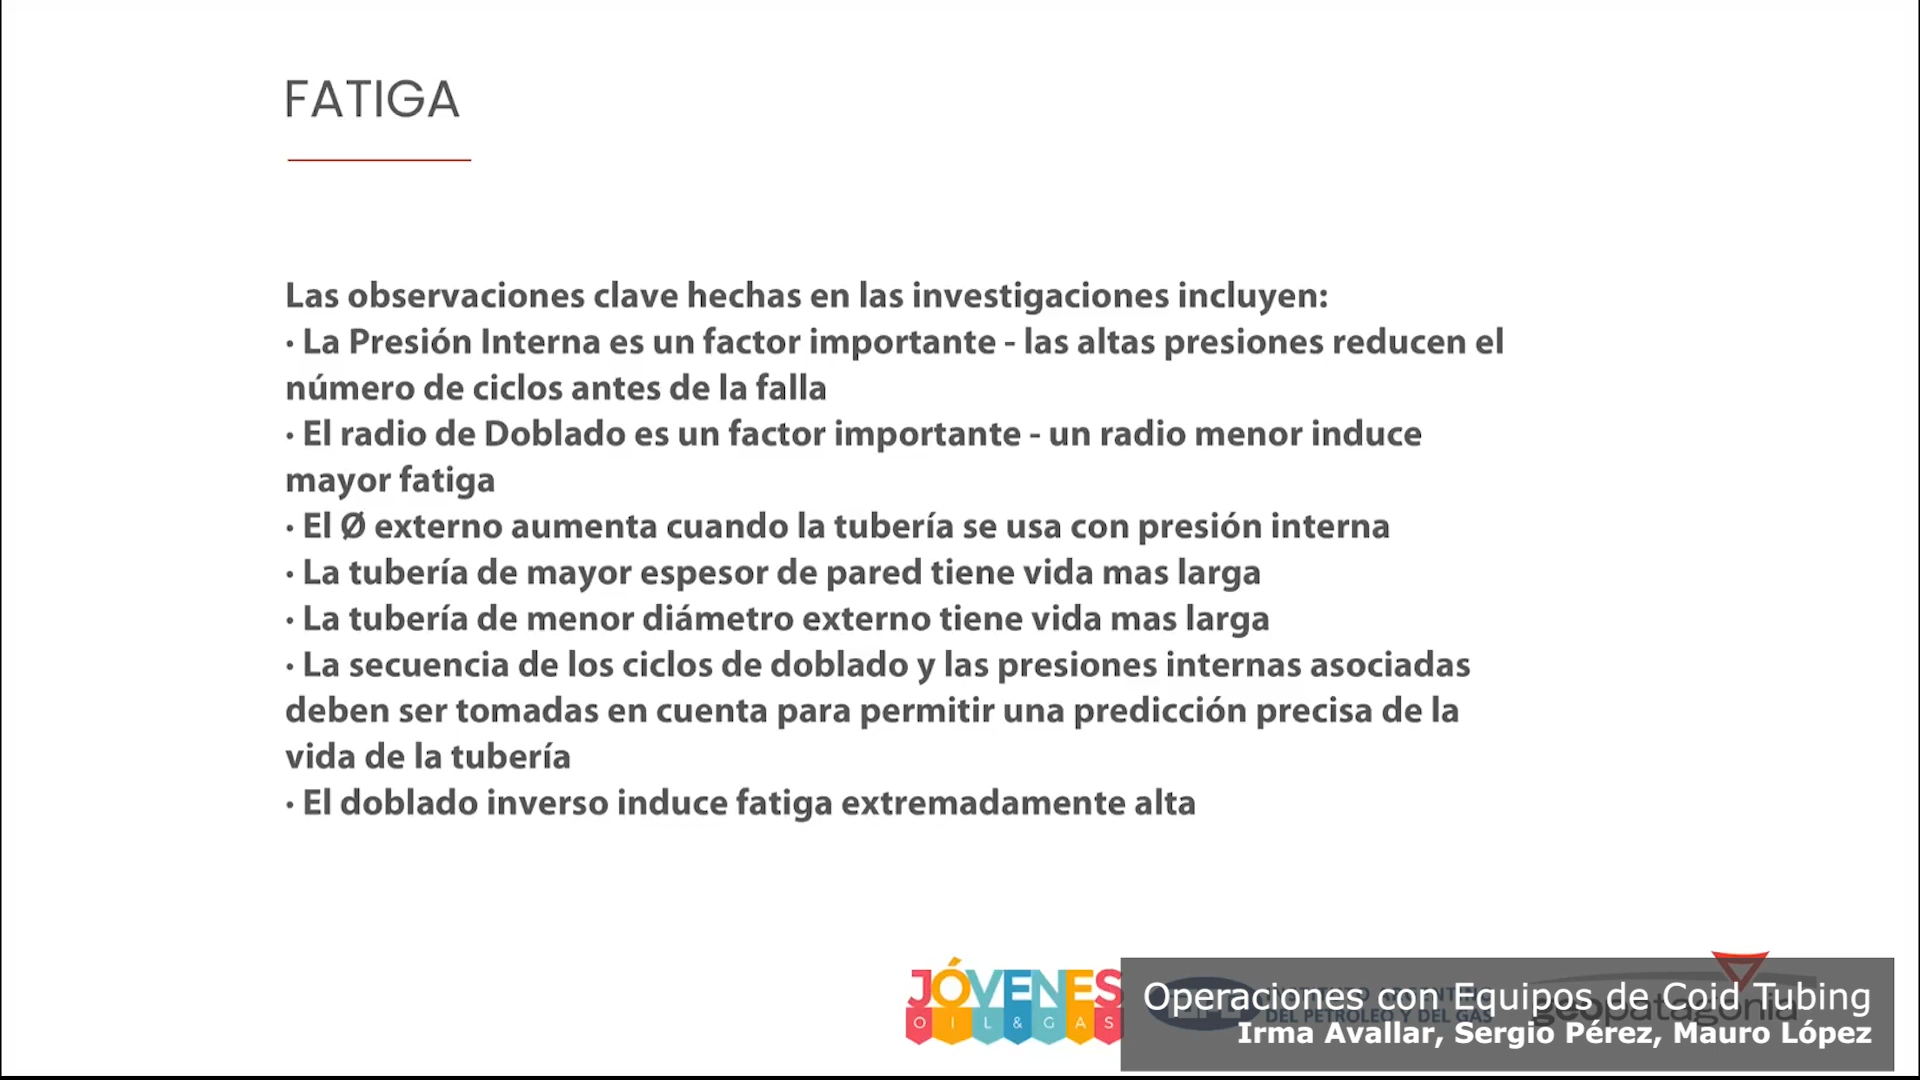 FATIGA
Las observaciones clave hechas en las investigaciones incluyen:
· La Presión Interna es un factor importante - las altas presiones reducen el
número de ciclos antes de la falla
· El radio de Doblado es un factor importante - un radio menor induce
mayor fatiga
· El Ø externo aumenta cuando la tubería se usa con presión interna
· La tubería de mayor espesor de pared tiene vida mas larga
· La tubería de menor diámetro externo tiene vida mas larga
· La secuencia de los ciclos de doblado y las presiones internas asociadas
deben ser tomadas en cuenta para permitir una predicción precisa de la
vida de la tubería
· El doblado inverso induce fatiga extremadamente alta
JÓVENES
OIL & GAS
DEL PETROLEO Y DEL GAS
geopatagonia
Operaciones con Equipos de Coid Tubing
Irma Avallar, Sergio Pérez, Mauro López